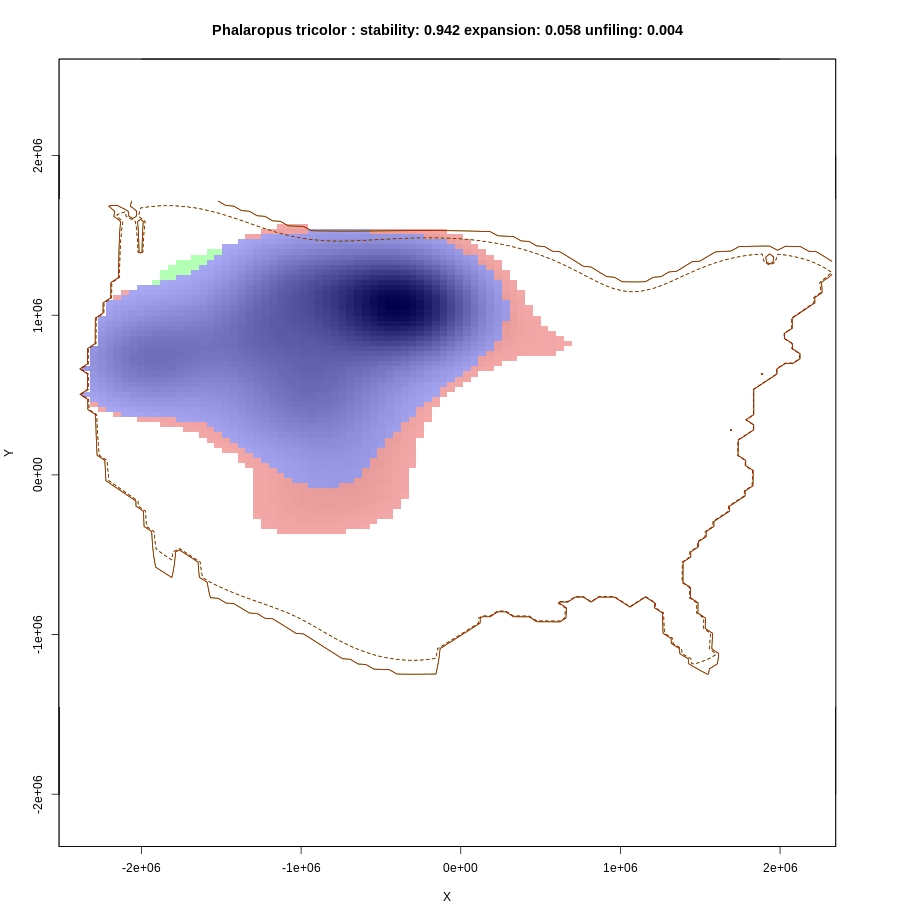 Phalaropus tricolor : stability: 0.942 expansion: 0.058 unfiling: 0.004
2e+06
1e+06
0e+00
-1e+06
-2e+06
Y
-2e+06 -1e+06 0e+00 1e+06 2e+06
X